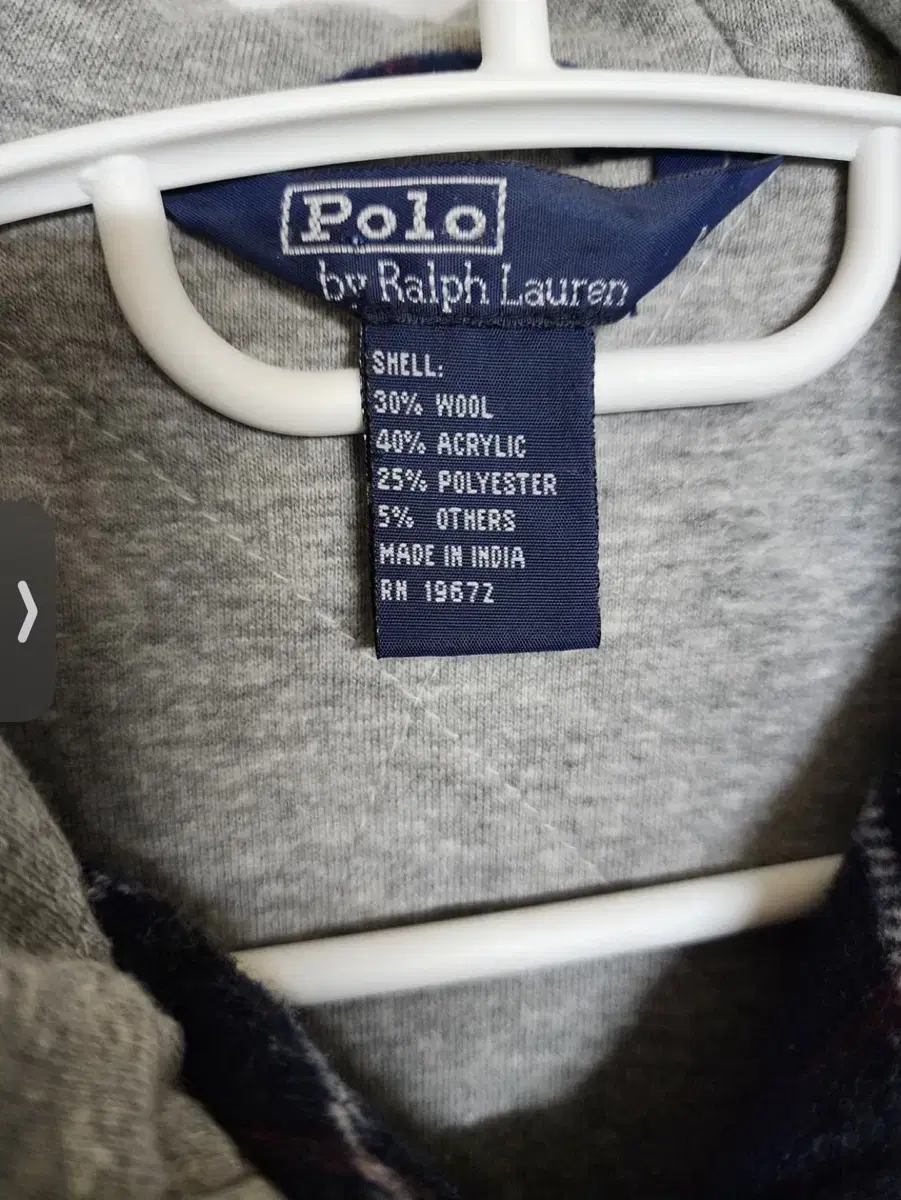 Polo
by Ralph Lauren
SHELL:
30% WOOL
40% ACRYLIC
25% POLYESTER
5% OTHERS
MADE IN INDIA
RN 19672